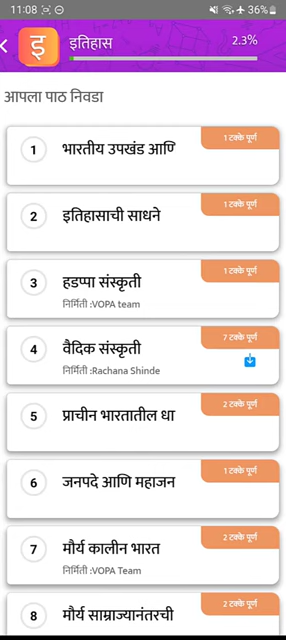 11:08
36%
इ
इतिहास
2.3%
आपला पाठ निवडा
1 टक्के पूर्ण
1
भारतीय उपखंड आणि
1 टक्के पूर्ण
2
इतिहासाची साधने
1 टक्के पूर्ण
3
हडप्पा संस्कृती
निर्मिती :VOPA team
7 टक्के पूर्ण
4
वैदिक संस्कृती
निर्मिती :Rachana Shinde
2 टक्के पूर्ण
5
प्राचीन भारतातील धा
1 टक्के पूर्ण
6
जनपदे आणि महाजन
2 टक्के पूर्ण
7
मौर्य कालीन भारत
निर्मिती :VOPA Team
2 टक्के पूर्ण
8
मौर्य साम्राज्यानंतरची